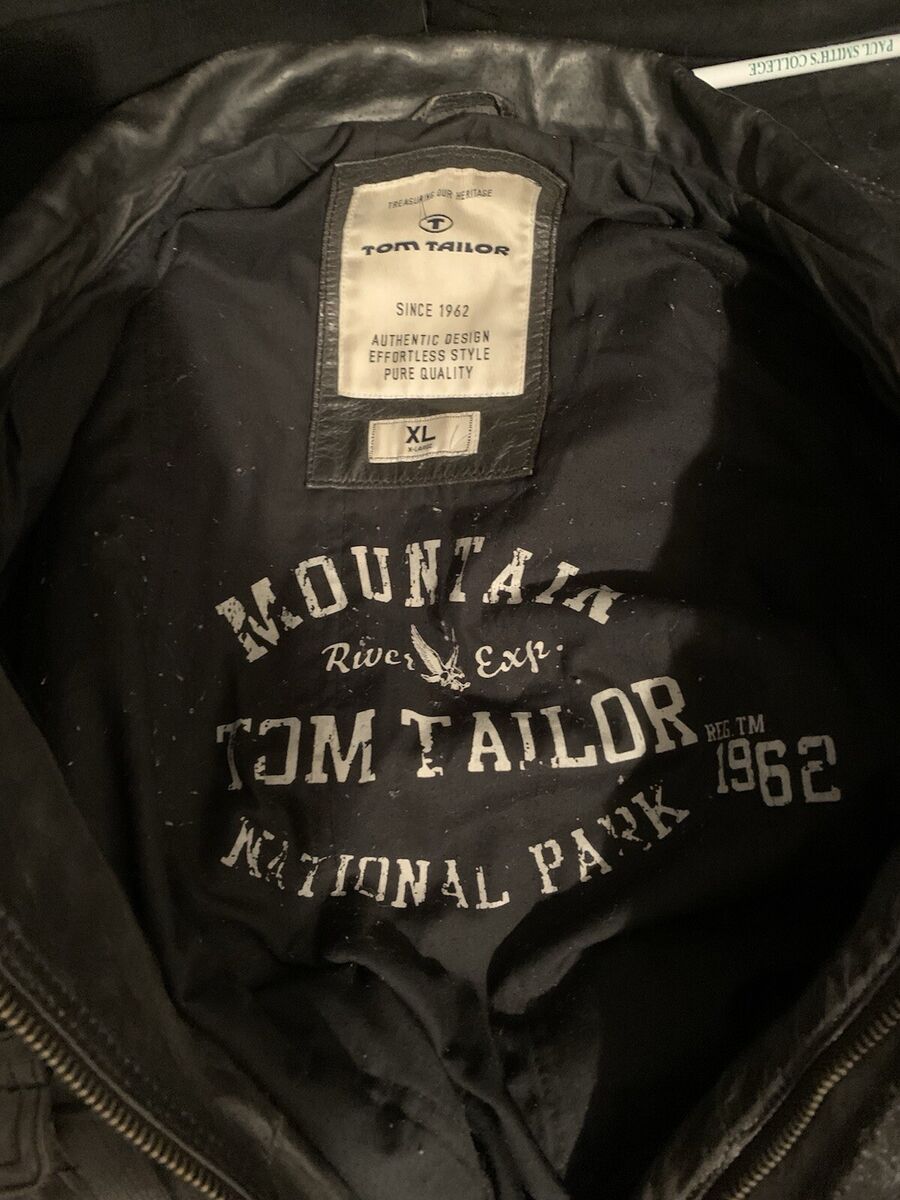 PAUL SMITH'S COLLEGE
TREASURING OUR HERITAGE
T
TOM TAILOR
SINCE 1962
AUTHENTIC DESIGN
EFFORTLESS STYLE
PURE QUALITY
XL
X-LARGE
MOUNTAIN
River Exp.
TOM TAILOR
REG. TM
1962
NATIONAL PARK